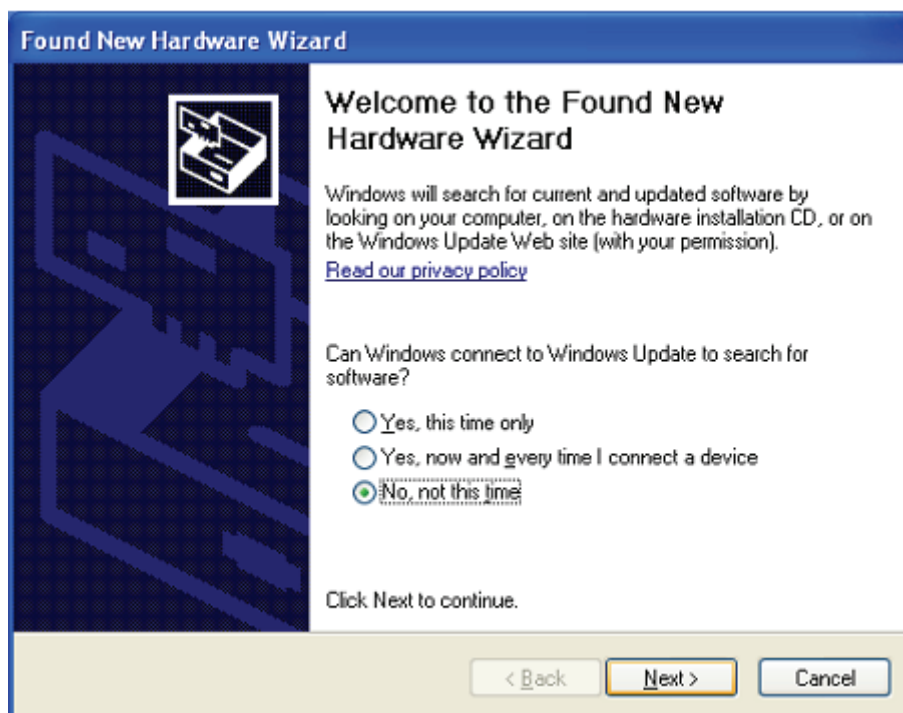 Found New Hardware Wizard
Welcome to the Found New
Hardware Wizard
Windows will search for current and updated software by
looking on your computer, on the hardware installation CD, or on
the Windows Update Web site (with your permission).
Read our privacy policy
Can Windows connect to Windows Update to search for
software?
Yes, this time only
Yes, now and every time I connect a device
No, not this time
Click Next to continue.
< Back
Next >
Cancel